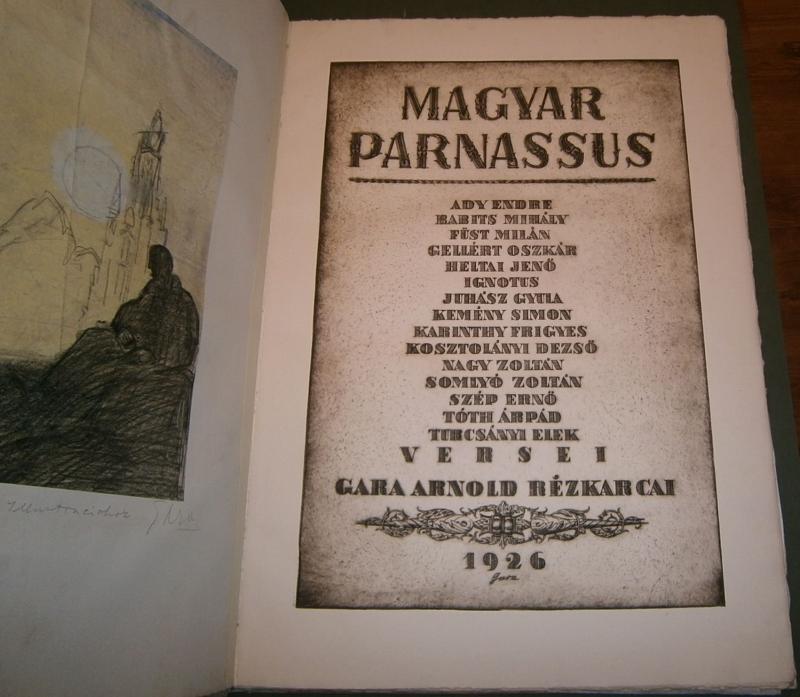 Illustrációhoz
MAGYAR
PARNASSUS
ADY ENDRE
BABITS MIHÁLY
FÜST MILÁN
GELLÉRT OSZKÁR
HELTAI JENŐ
IGNOTUS
JUHÁSZ GYULA
KEMÉNY SIMON
KARINTHY FRIGYES
KOSZTOLÁNYI DEZSŐ
NAGY ZOLTÁN
SOMLYÓ ZOLTÁN
SZÉP ERNŐ
TÓTH ÁRPÁD
TURCSÁNYI ELEK
VERSEI
GARA ARNOLD RÉZKARCAI
1926
Gara